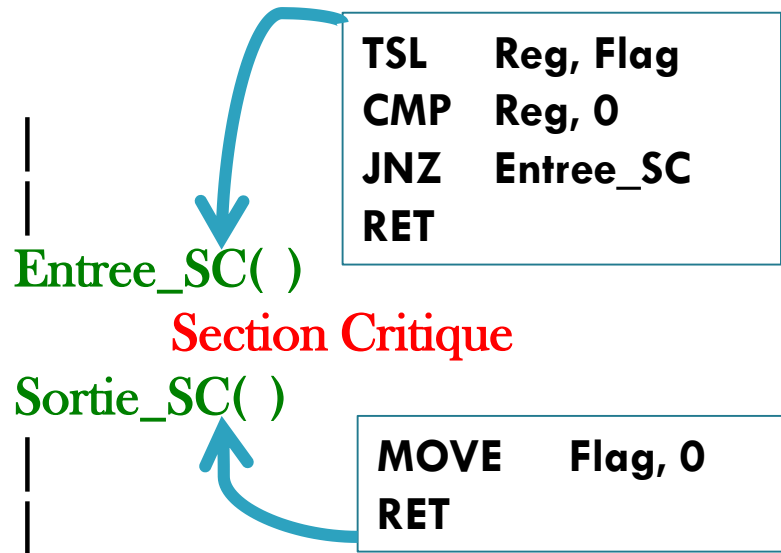 TSL Reg, Flag
CMP Reg, 0
JNZ Entree_SC
RET
Entree_SC( )
Section Critique
Sortie_SC( )
MOVE Flag, 0
RET